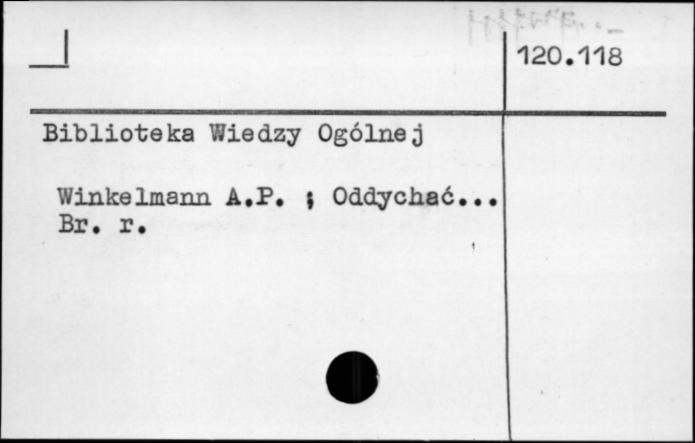 120.118
Biblioteka Wiedzy Ogólnej
Winkelmann A.P. ; Oddychać...
Br. r.